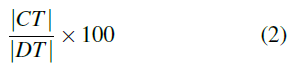 |CT|
|DT| × 100 (2)